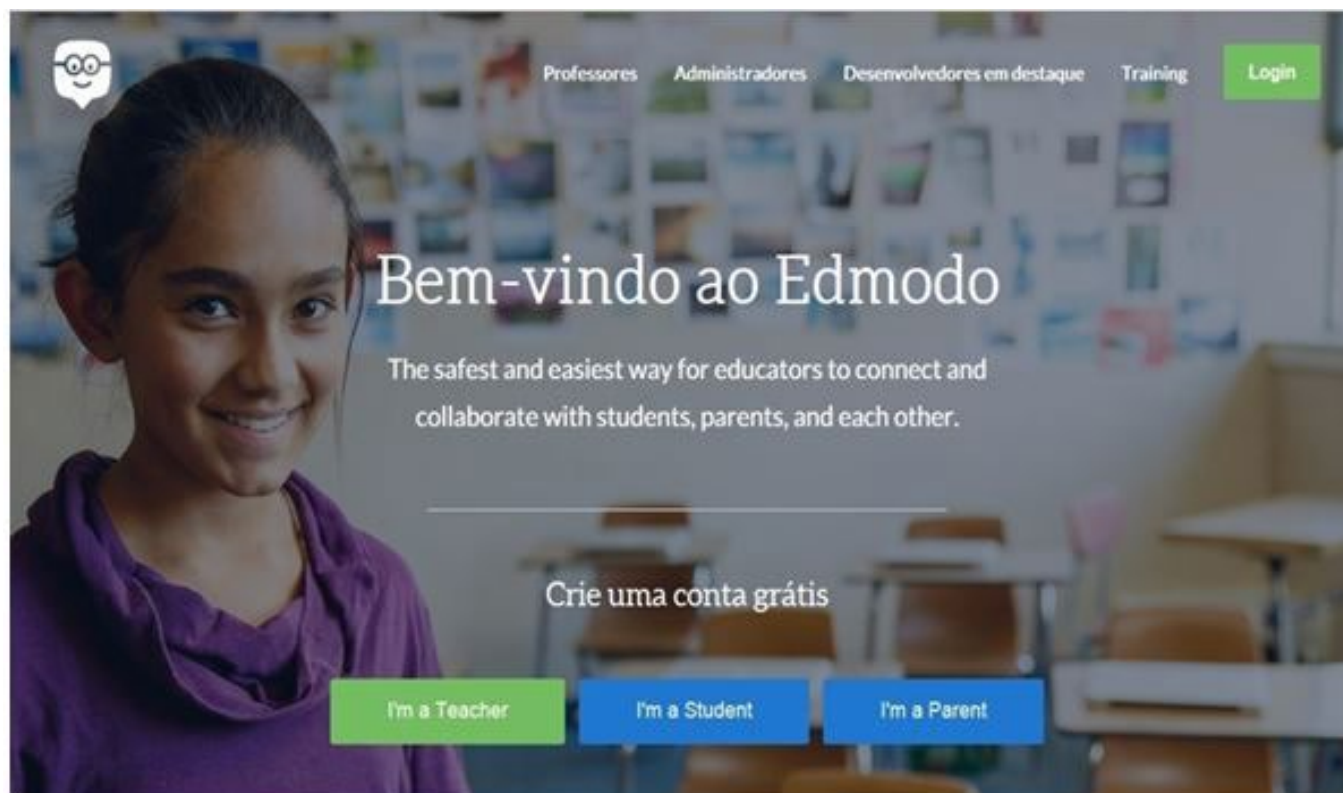 Professores Administradores Desenvolvedores em destaque Training Login
Bem-vindo ao Edmodo
The safest and easiest way for educators to connect and
collaborate with students, parents, and each other.
Crie uma conta grátis
I'm a Teacher I'm a Student I'm a Parent